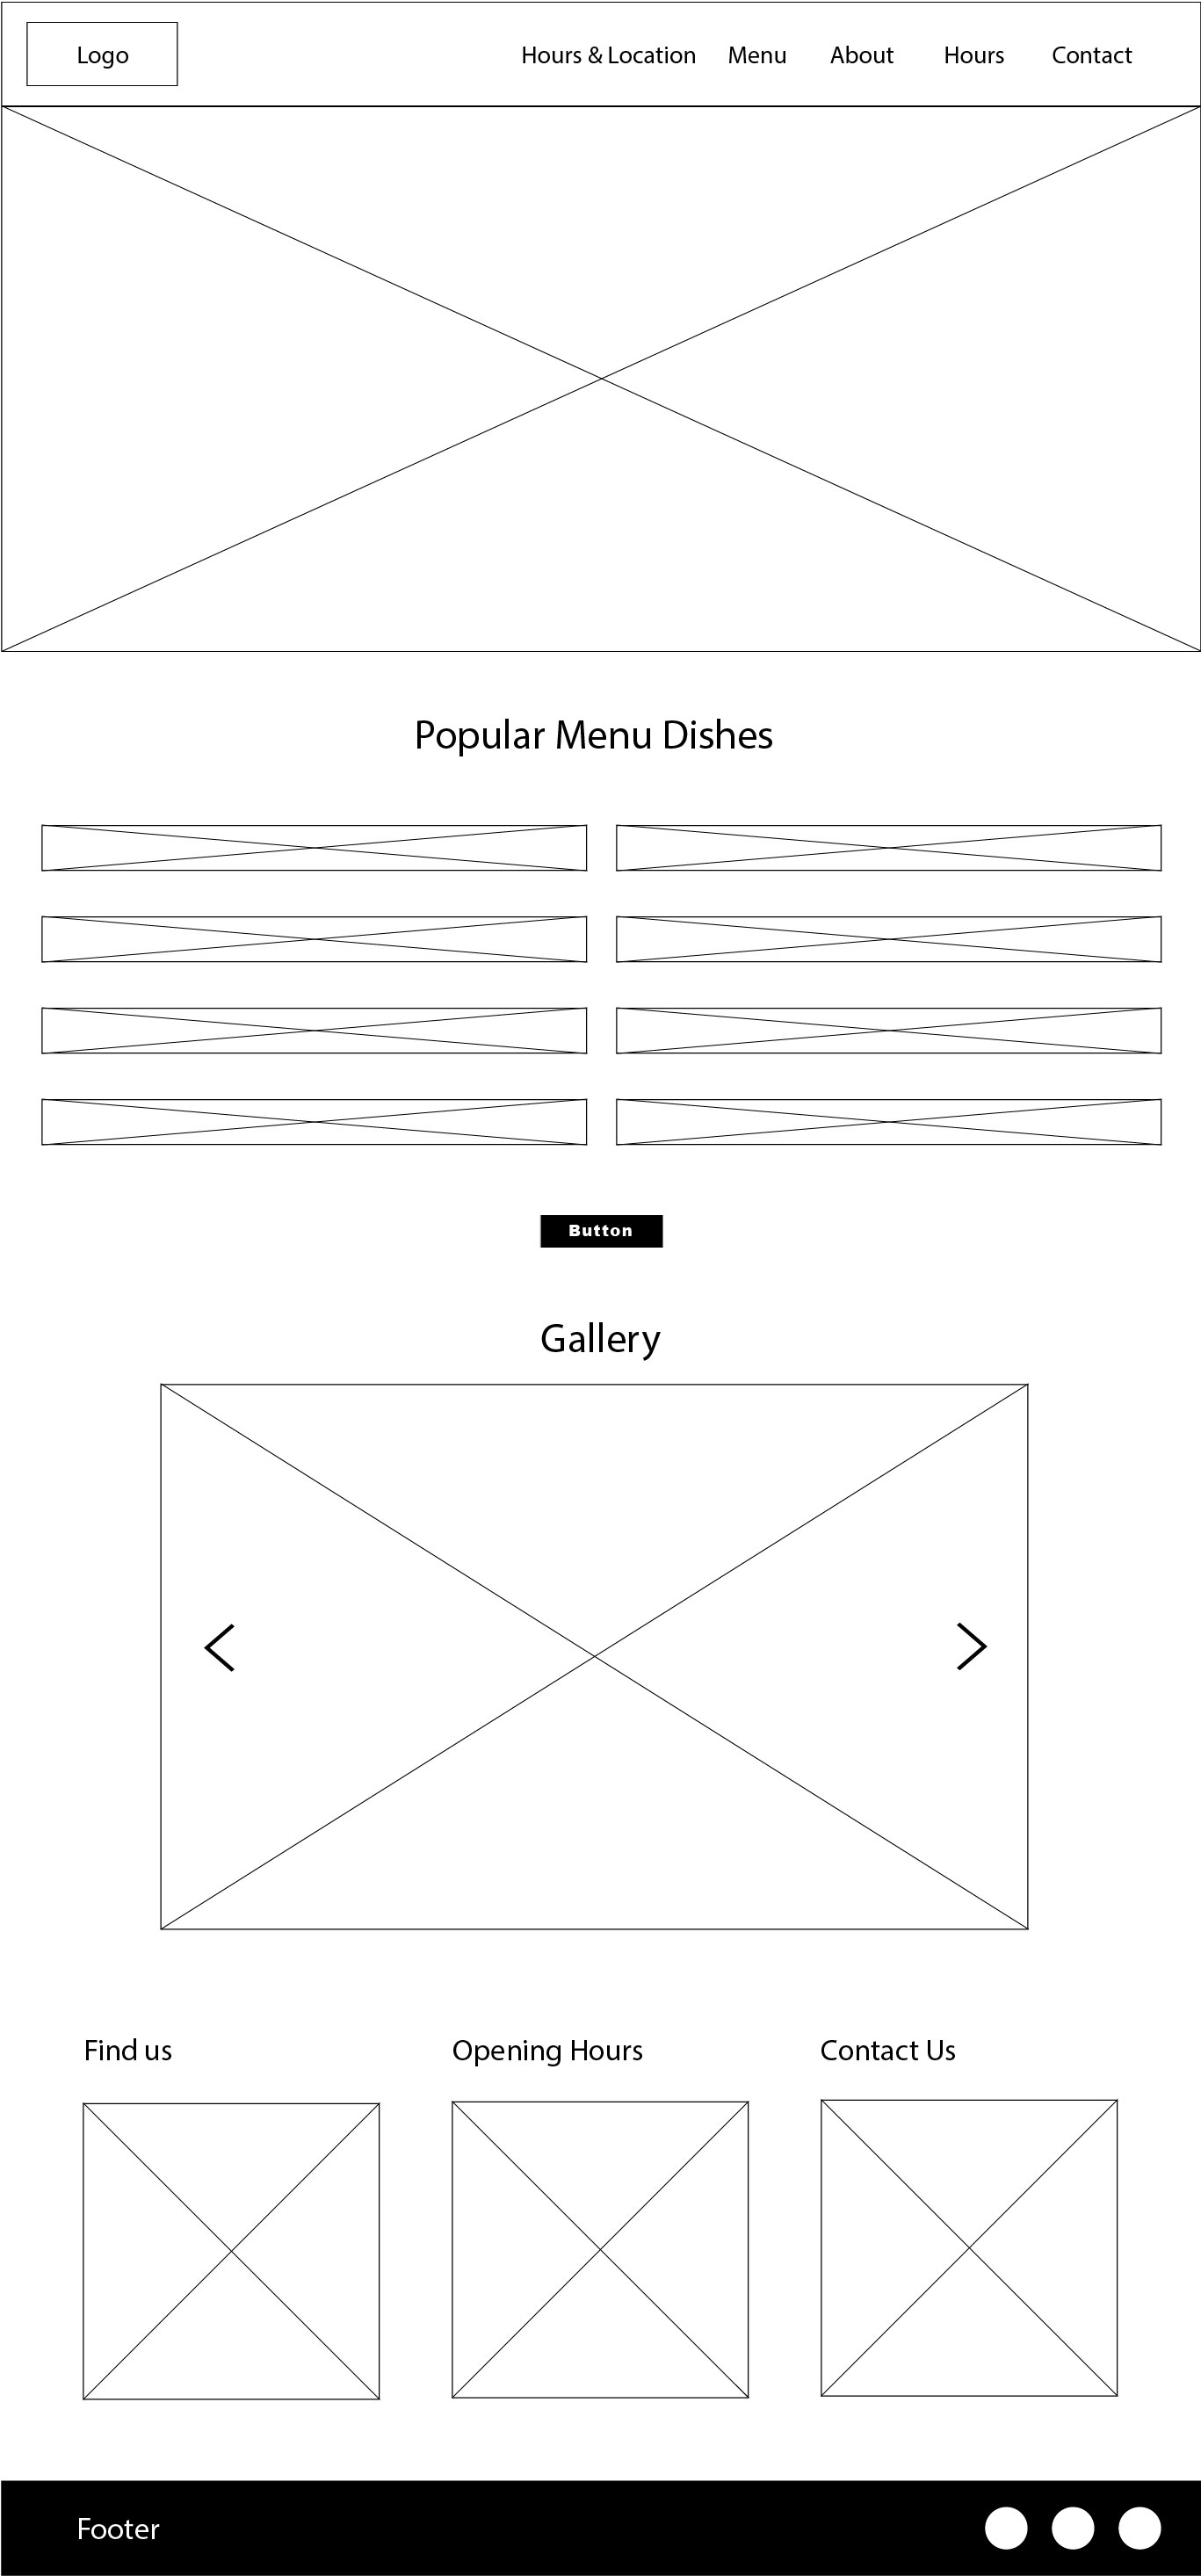 Logo
Hours & Location Menu About Hours Contact
Popular Menu Dishes
Button
Gallery
Find us
Opening Hours
Contact Us
Footer